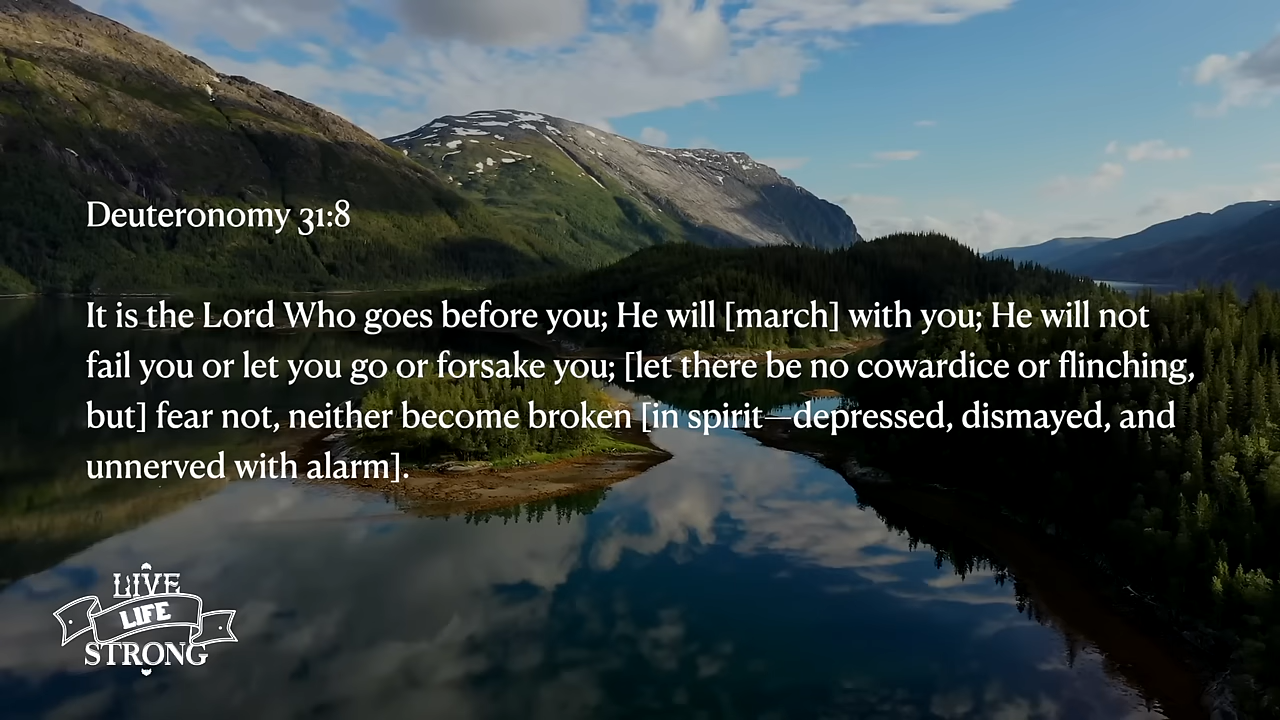 Deuteronomy 31:8
It is the Lord Who goes before you; He will [march] with you; He will not
fail you or let you go or forsake you; [let there be no cowardice or flinching,
but] fear not, neither become broken [in spirit—depressed, dismayed, and
unnerved with alarm].
LIVE
LIFE
STRONG